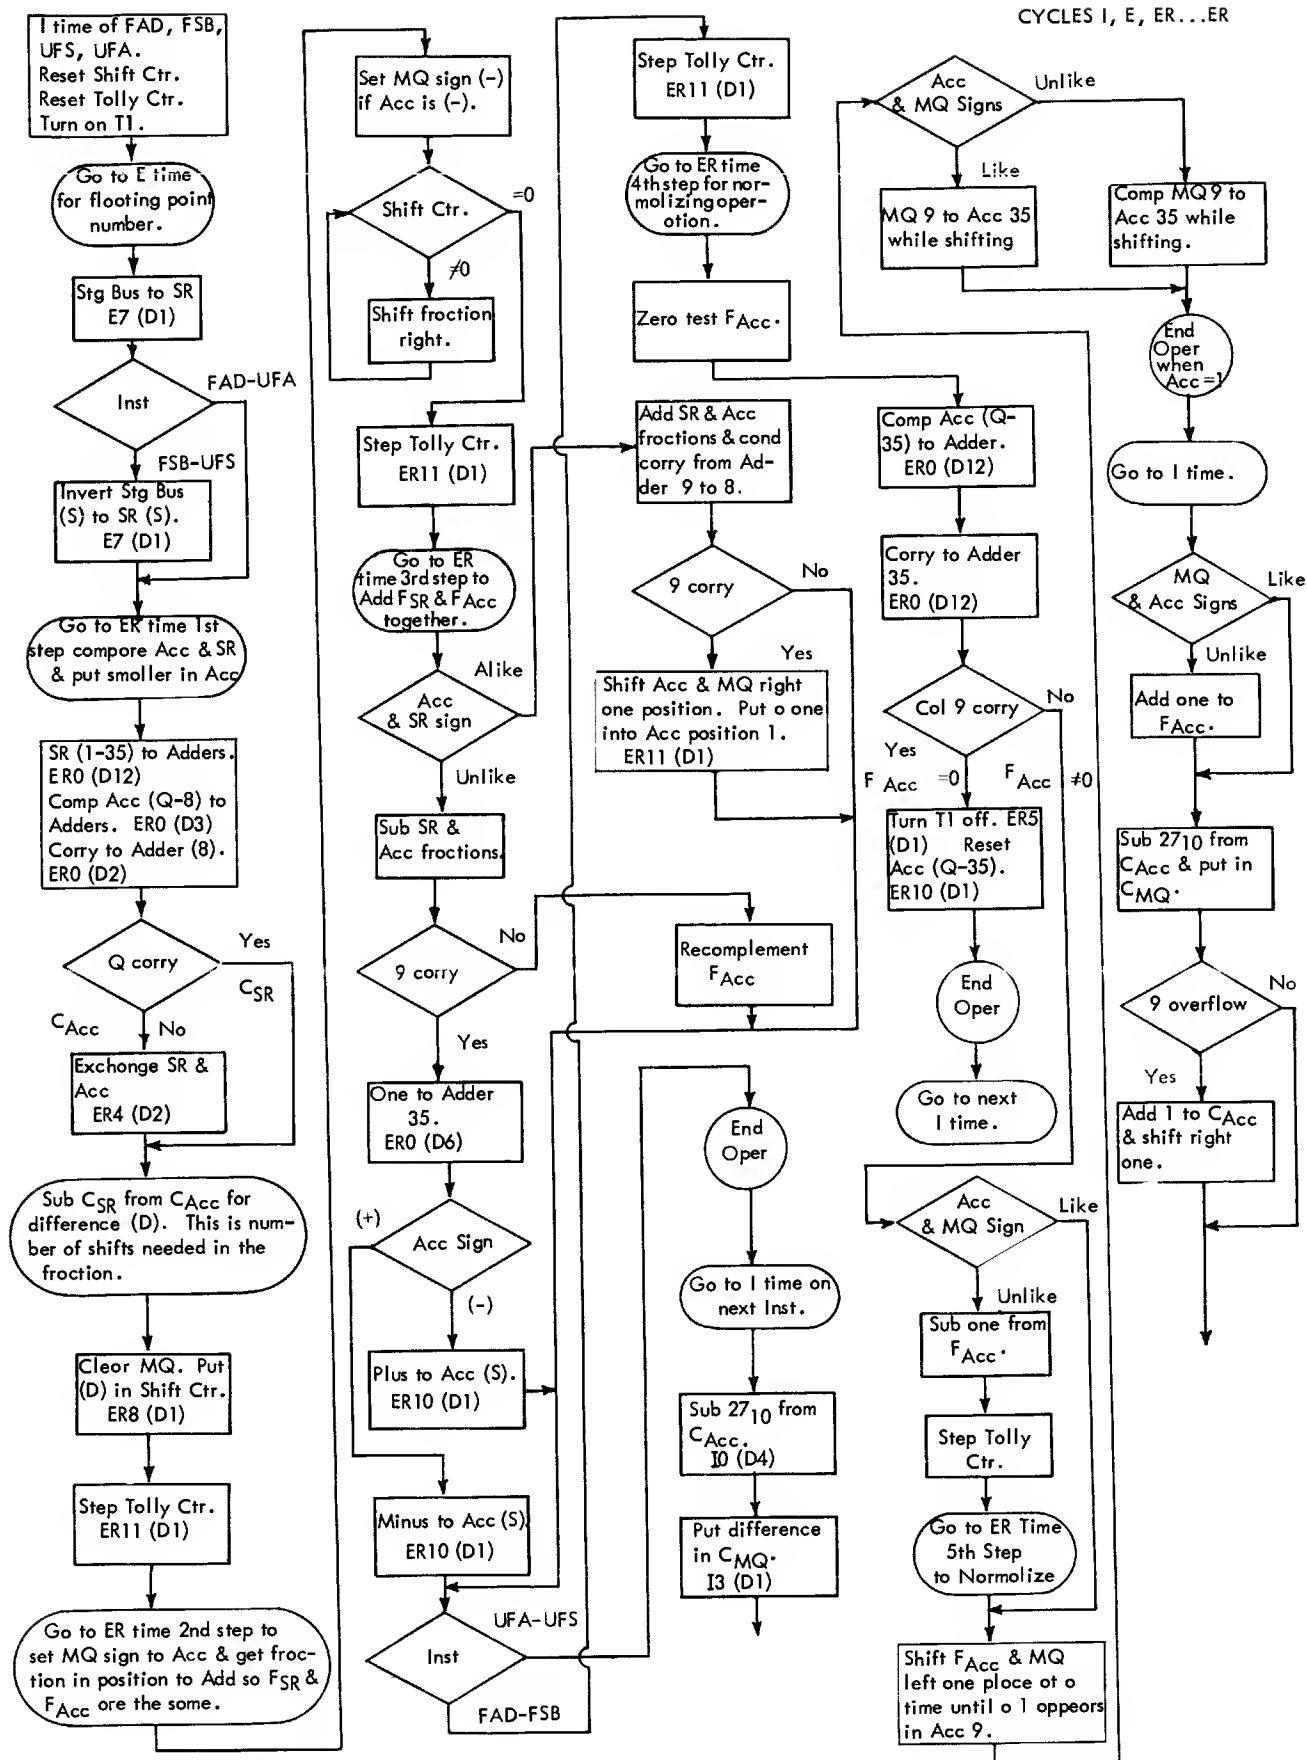 CYCLES I, E, ER...ER
I time of FAD, FSB,
UFS, UFA.
Reset Shift Ctr.
Reset Tolly Ctr.
Turn on T1.
Go to E time
for flooting point
number.
Stg Bus to SR
E7 (D1)
Inst
FAD-UFA
FSB-UFS
Invert Stg Bus
(S) to SR (S).
E7 (D1)
Go to ER time 1st
step compore Acc & SR
& put smoller in Acc
SR (1-35) to Adders.
ER0 (D12)
Comp Acc (Q-8) to
Adders. ER0 (D3)
Corry to Adder (8).
ER0 (D2)
Q corry
Yes
CSR
CAcc
No
Exchonge SR &
Acc
ER4 (D2)
Sub CSR from CAcc for
difference (D). This is num-
ber of shifts needed in the
froction.
Cleor MQ. Put
(D) in Shift Ctr.
ER8 (D1)
Step Tolly Ctr.
ER11 (D1)
Go to ER time 2nd step to
set MQ sign to Acc & get froc-
tion in position to Add so FSR &
FAcc ore the some.
Set MQ sign (-)
if Acc is (-).
Shift Ctr.
=0
≠0
Shift froction
right.
Step Tolly Ctr.
ER11 (D1)
Go to ER
time 3rd step to
Add FSR & FAcc
together.
Acc
& SR sign
Alike
Unlike
Sub SR &
Acc froctions.
9 corry
No
Yes
One to Adder
35.
ER0 (D6)
Acc Sign
(+)
(-)
Plus to Acc (S).
ER10 (D1)
Minus to Acc (S)
ER10 (D1)
Inst
UFA-UFS
FAD-FSB
Step Tolly Ctr.
ER11 (D1)
Go to ER time
4th step for nor-
molizing oper-
otion.
Zero test FAcc.
Add SR & Acc
froctions & cond
corry from Ad-
der 9 to 8.
9 corry
No
Yes
Shift Acc & MQ right
one position. Put o one
into Acc position 1.
ER11 (D1)
Recomplement
FAcc
End
Oper
Go to I time on
next Inst.
Sub 2710 from
CAcc.
I0 (D4)
Put difference
in CMQ.
I3 (D1)
Acc
& MQ Signs
Unlike
Like
MQ 9 to Acc 35
while shifting
Comp MQ 9 to
Acc 35 while
shifting.
Comp Acc (Q-
35) to Adder.
ER0 (D12)
Corry to Adder
35.
ER0 (D12)
Col 9 corry
No
Yes
F Acc =0
F Acc ≠0
Turn T1 off. ER5
(D1) Reset
Acc (Q-35).
ER10 (D1)
End
Oper
Go to next
I time.
Acc
& MQ Sign
Like
Unlike
Sub one from
FAcc.
Step Tolly
Ctr.
Go to ER Time
5th Step
to Normolize
Shift FAcc & MQ
left one ploce ot o
time until o 1 oppeors
in Acc 9.
End
Oper
when
Acc =1
Go to I time.
MQ
& Acc Signs
Like
Unlike
Add one to
FAcc.
Sub 2710 from
CAcc & put in
CMQ.
9 overflow
No
Yes
Add 1 to CAcc
& shift right
one.